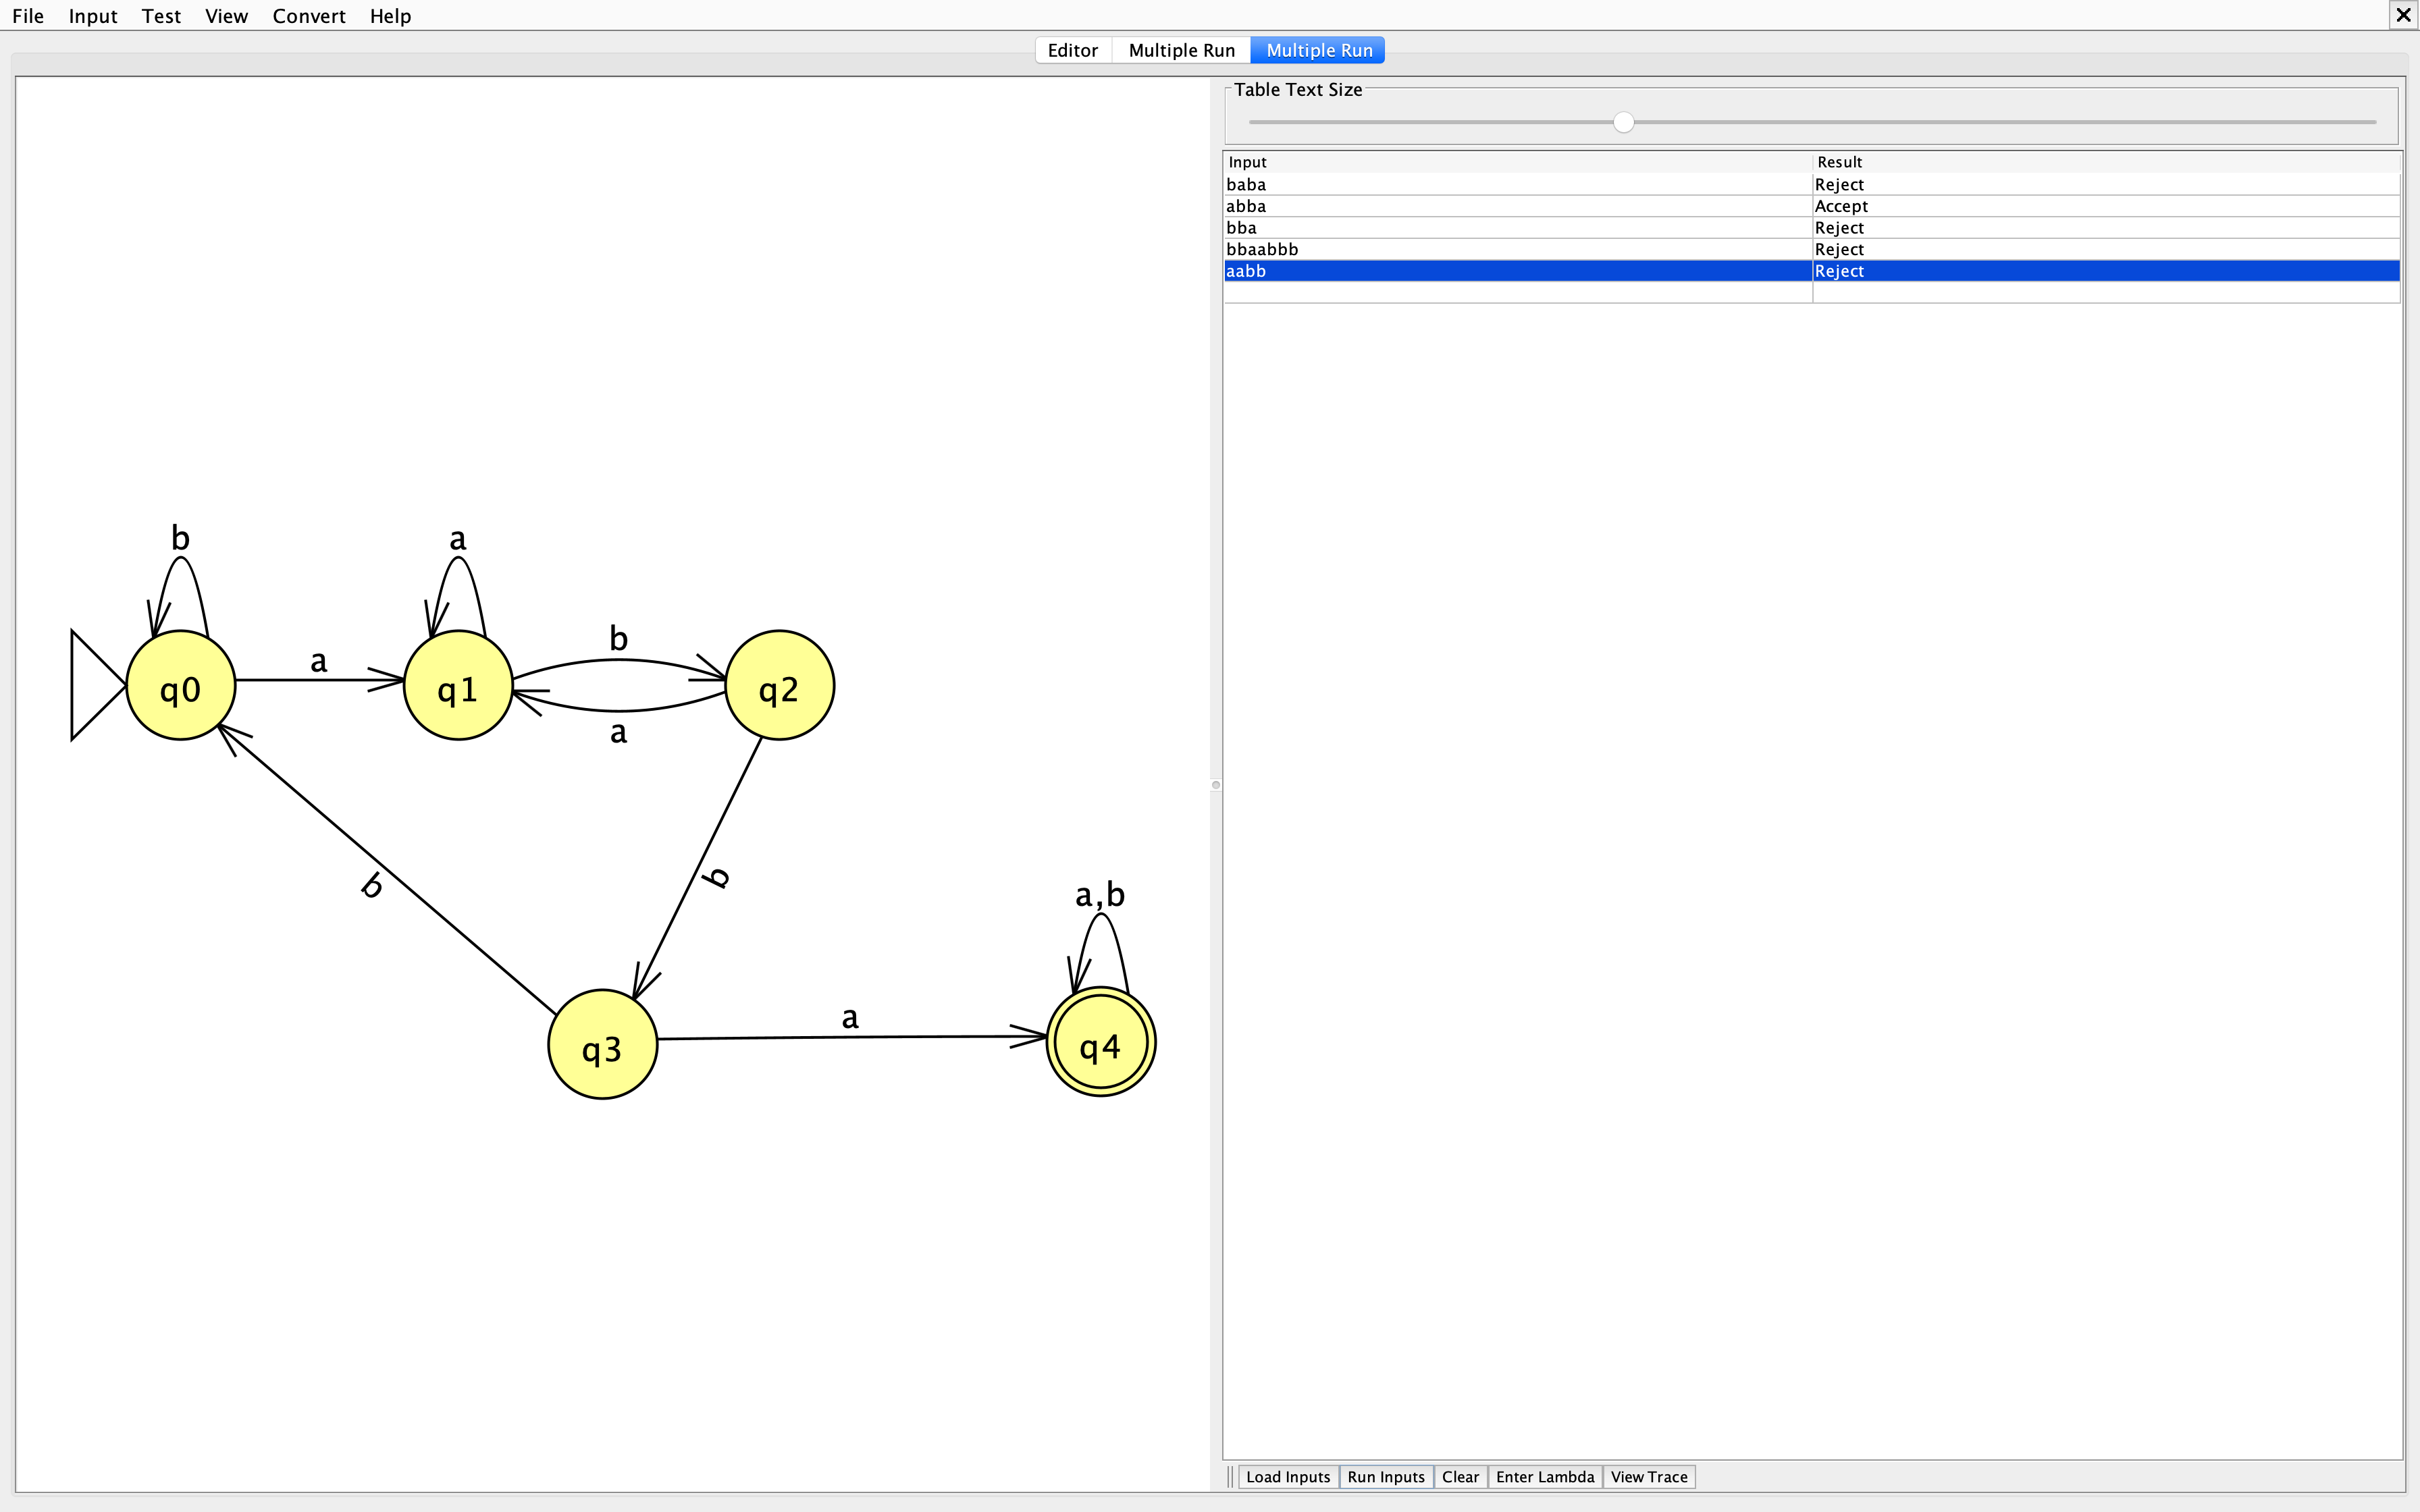 File Input Test View Convert Help
Editor Multiple Run Multiple Run
Table Text Size
Input Result
baba Reject
abba Accept
bba Reject
bbaabbb Reject
aabb Reject
b a
b
a
q0 q1 q2
a
b
b
a,b
a
q3 q4
Load Inputs Run Inputs Clear Enter Lambda View Trace